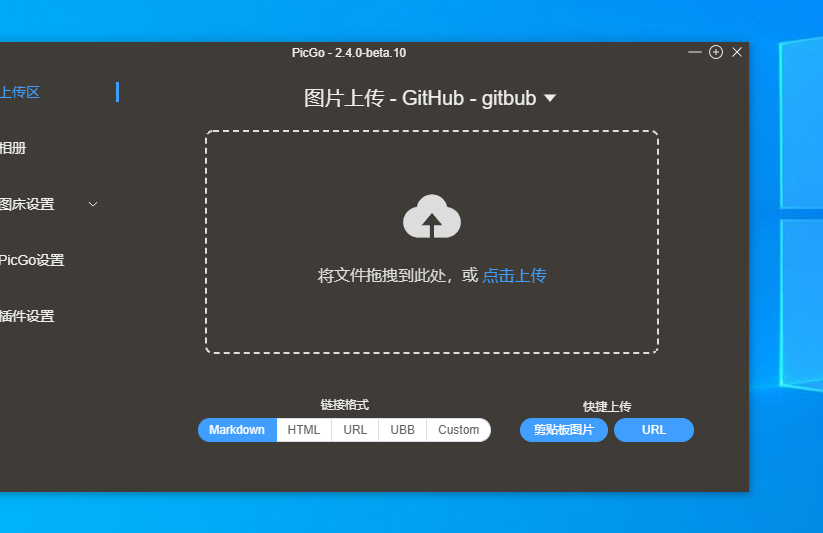 PicGo - 2.4.0-beta.10
上传区
相册
图床设置
PicGo设置
插件设置
图片上传 - GitHub - gitbub
将文件拖拽到此处，或 点击上传
链接格式
Markdown HTML URL UBB Custom
快捷上传
剪贴板图片 URL